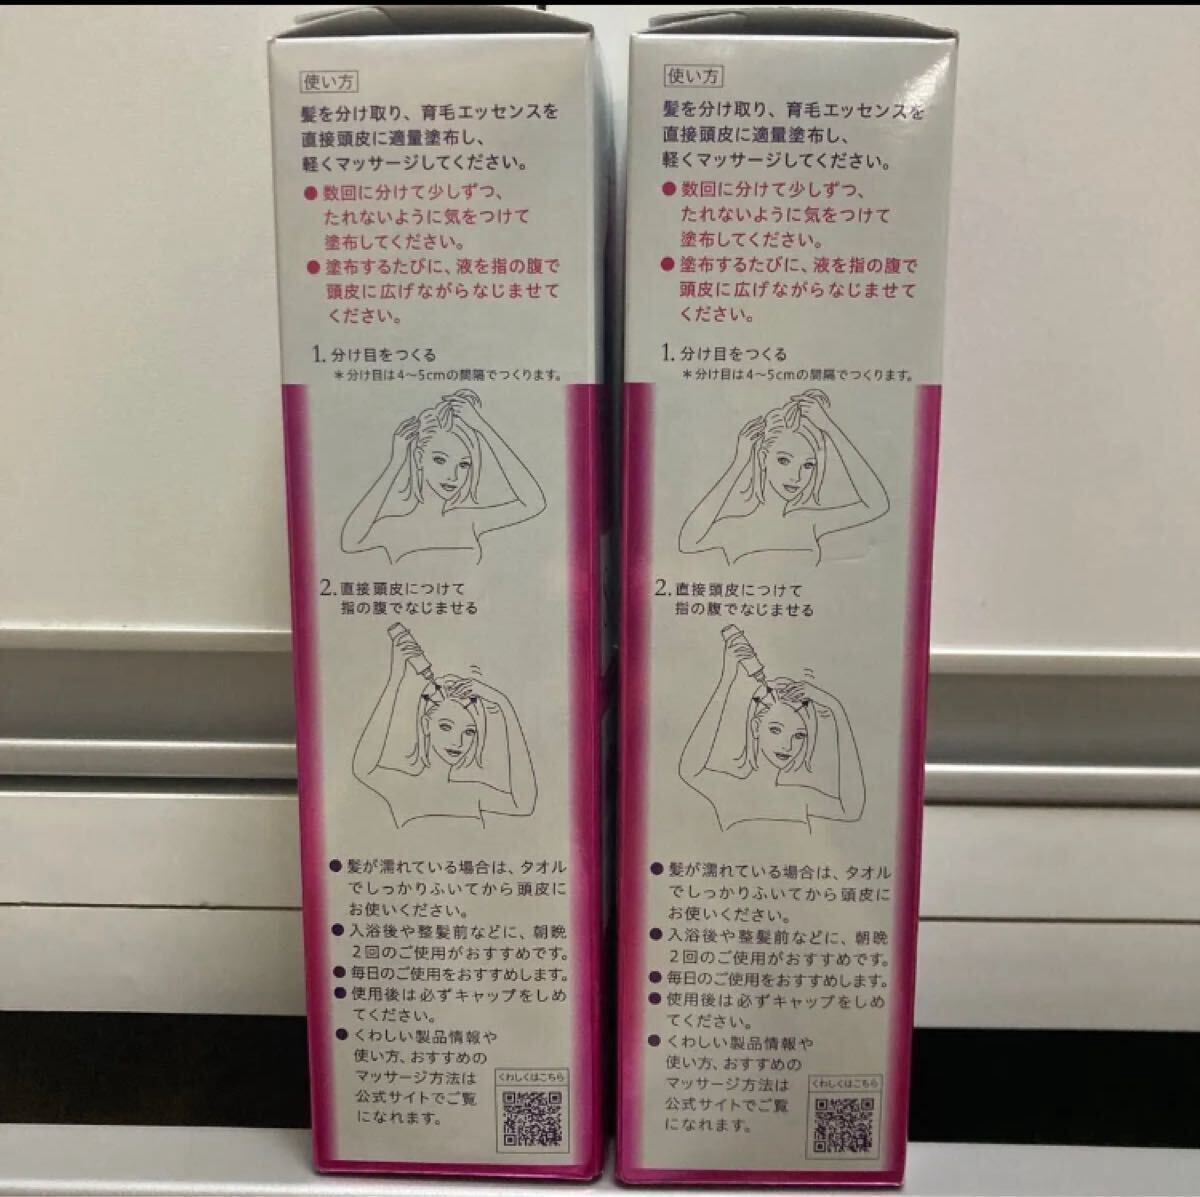 使い方
髪を分け取り、育毛エッセンスを
直接頭皮に適量塗布し、
軽くマッサージしてください。
●数回に分けて少しずつ、
たれないように気をつけて
塗布してください。
●塗布するたびに、液を指の腹で
頭皮に広げながらなじませて
ください。
1. 分け目をつくる
＊分け目は4〜5cmの間隔でつくります。
2. 直接頭皮につけて
指の腹でなじませる
●髪が濡れている場合は、タオル
でしっかりふいてから頭皮に
お使いください。
●入浴後や整髪前などに、朝晩
2回のご使用がおすすめです。
●毎日のご使用をおすすめします。
●使用後は必ずキャップをしめ
てください。
●くわしい製品情報や
使い方、おすすめの
マッサージ方法は
公式サイトでご覧
になれます。
くわしくはこちら
使い方
髪を分け取り、育毛エッセンスを
直接頭皮に適量塗布し、
軽くマッサージしてください。
●数回に分けて少しずつ、
たれないように気をつけて
塗布してください。
●塗布するたびに、液を指の腹で
頭皮に広げながらなじませて
ください。
1. 分け目をつくる
＊分け目は4〜5cmの間隔でつくります。
2. 直接頭皮につけて
指の腹でなじませる
●髪が濡れている場合は、タオル
でしっかりふいてから頭皮に
お使いください。
●入浴後や整髪前などに、朝晩
2回のご使用がおすすめです。
●毎日のご使用をおすすめします。
●使用後は必ずキャップをしめ
てください。
●くわしい製品情報や
使い方、おすすめの
マッサージ方法は
公式サイトでご覧
になれます。
くわしくはこちら